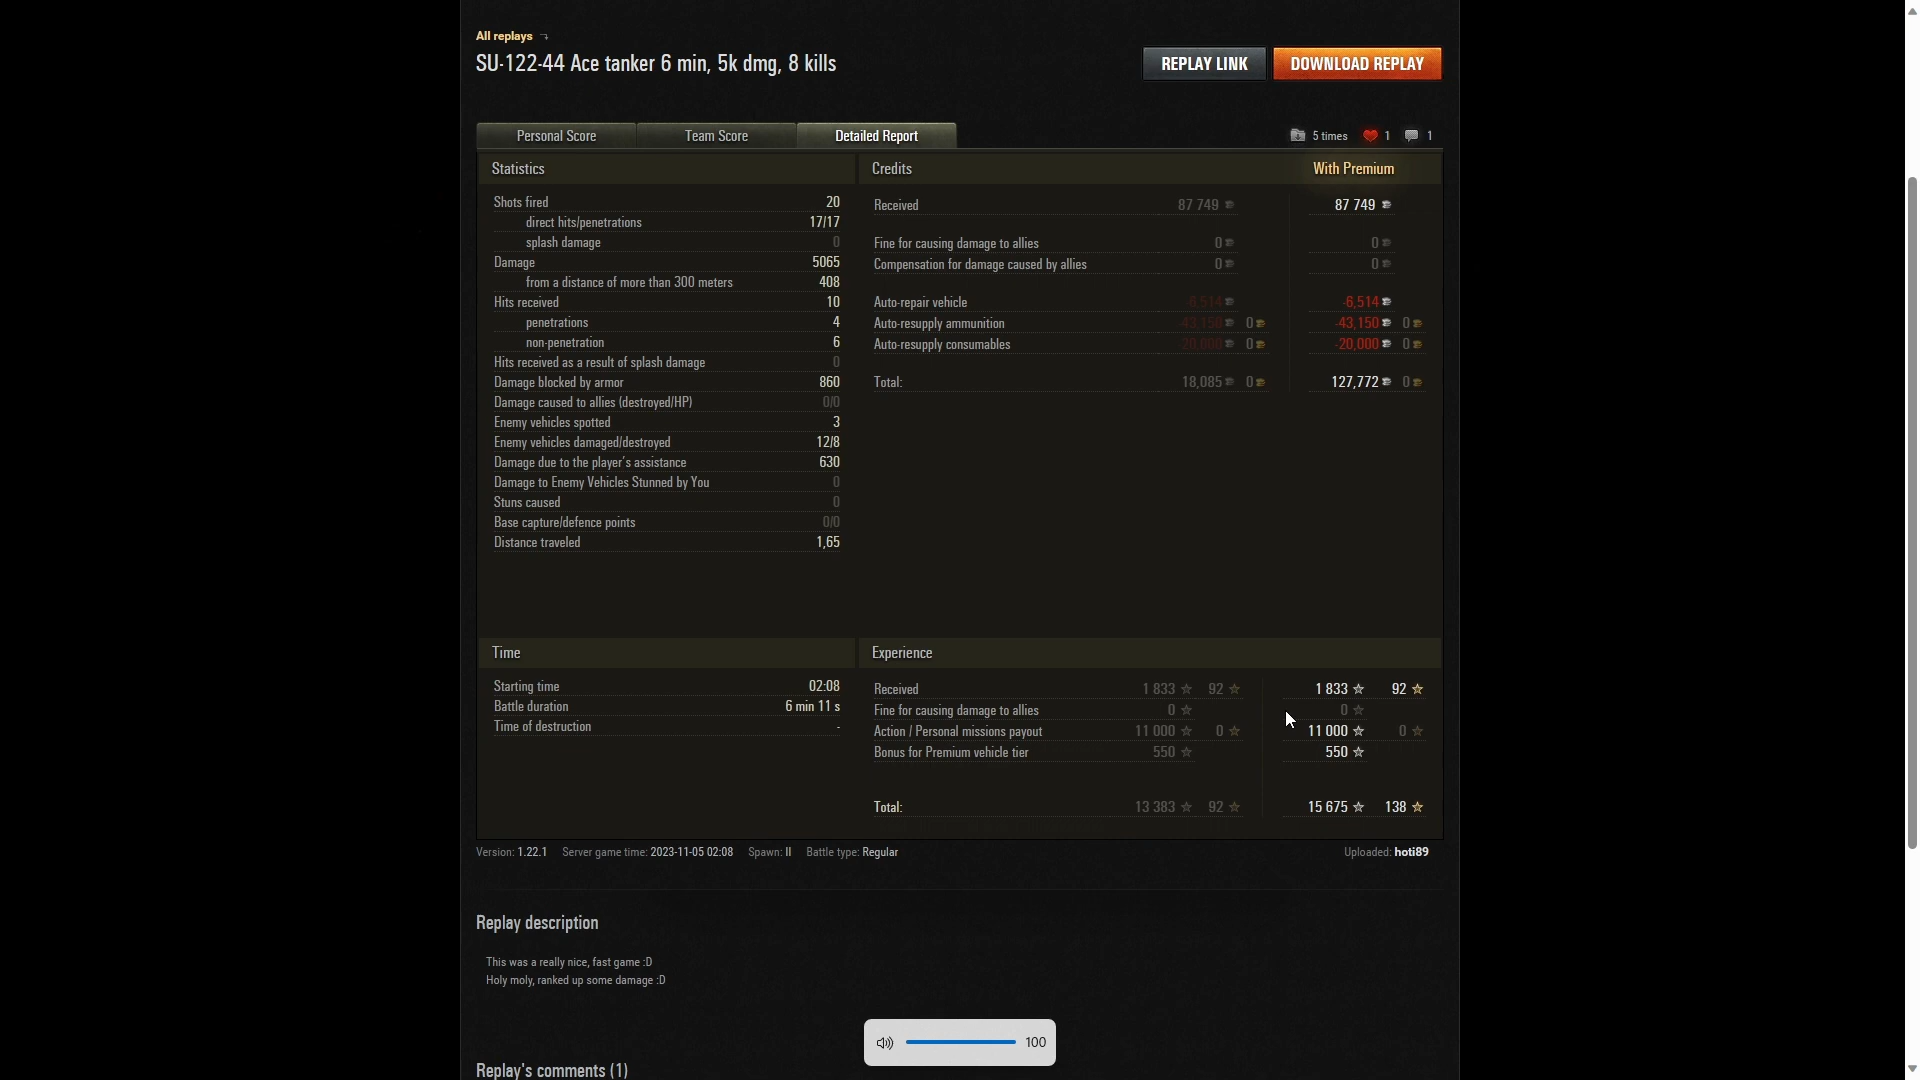 All replays
SU-122-44 Ace tanker 6 min, 5k dmg, 8 kills
REPLAY LINK
DOWNLOAD REPLAY
Personal Score
Team Score
Detailed Report
5 times
1
1
Statistics
Shots fired 20
direct hits/penetrations 17/17
splash damage 0
Damage 5065
from a distance of more than 300 meters 408
Hits received 10
penetrations 4
non-penetration 6
Hits received as a result of splash damage 0
Damage blocked by armor 860
Damage caused to allies (destroyed/HP) 0/0
Enemy vehicles spotted 3
Enemy vehicles damaged/destroyed 12/8
Damage due to the player's assistance 630
Damage to Enemy Vehicles Stunned by You 0
Stuns caused 0
Base capture/defence points 0/0
Distance traveled 1,65
Credits With Premium
Received 87 749 87 749
Fine for causing damage to allies 0 0
Compensation for damage caused by allies 0 0
Auto-repair vehicle -6,514 -6,514
Auto-resupply ammunition -43,150 0 -43,150 0
Auto-resupply consumables -20,000 0 -20,000 0
Total: 18,085 0 127,772 0
Time
Starting time 02:08
Battle duration 6 min 11 s
Time of destruction -
Experience
Received 1 833 92 1 833 92
Fine for causing damage to allies 0 0
Action / Personal missions payout 11 000 0 11 000 0
Bonus for Premium vehicle tier 550 550
Total: 13 383 92 15 675 138
Version: 1.22.1 Server game time: 2023-11-05 02:08 Spawn: II Battle type: Regular Uploaded: hoti89
Replay description
This was a really nice, fast game :D
Holy moly, ranked up some damage :D
100
Replay's comments (1)